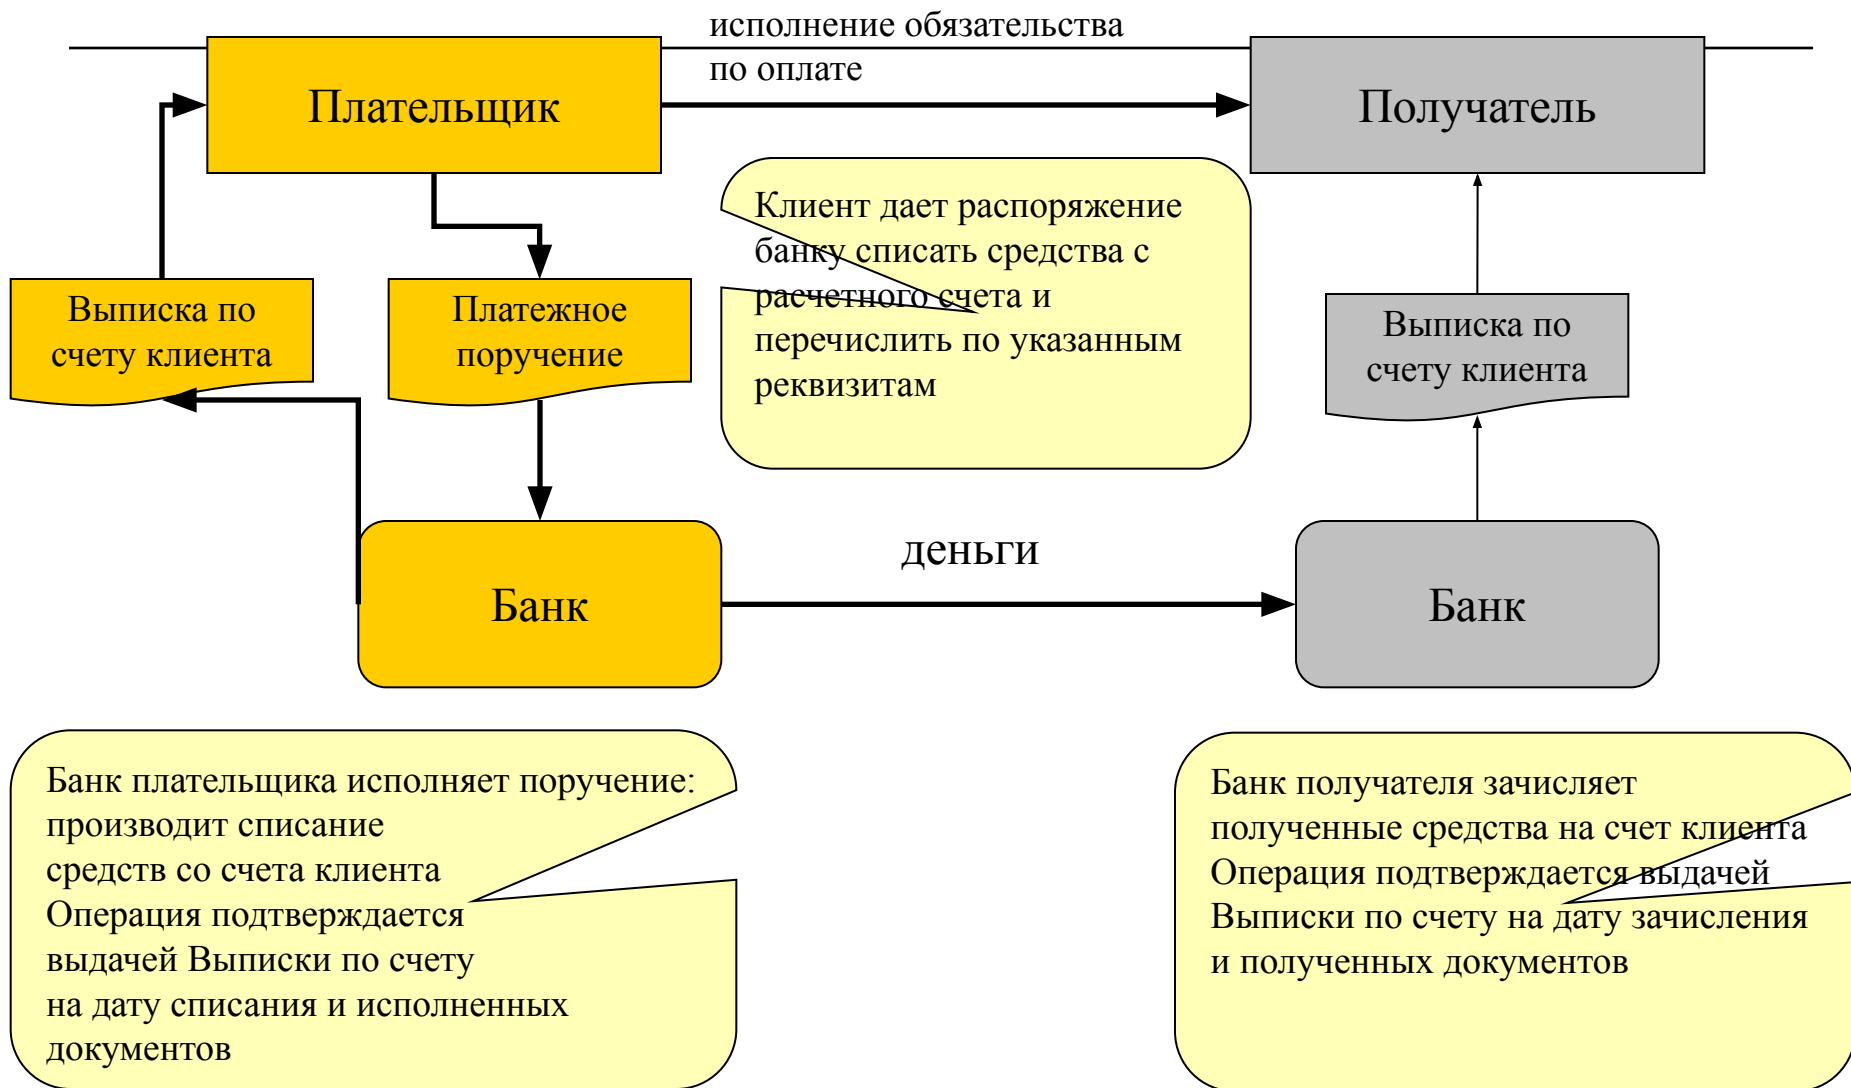 исполнение обязательства
по оплате
Плательщик
Получатель
Клиент дает распоряжение
банку списать средства с
расчетного счета и
перечислить по указанным
реквизитам
Выписка по
счету клиента
Платежное
поручение
Выписка по
счету клиента
деньги
Банк
Банк
Банк плательщика исполняет поручение:
производит списание
средств со счета клиента
Операция подтверждается
выдачей Выписки по счету
на дату списания и исполненных
документов
Банк получателя зачисляет
полученные средства на счет клиента
Операция подтверждается выдачей
Выписки по счету на дату зачисления
и полученных документов